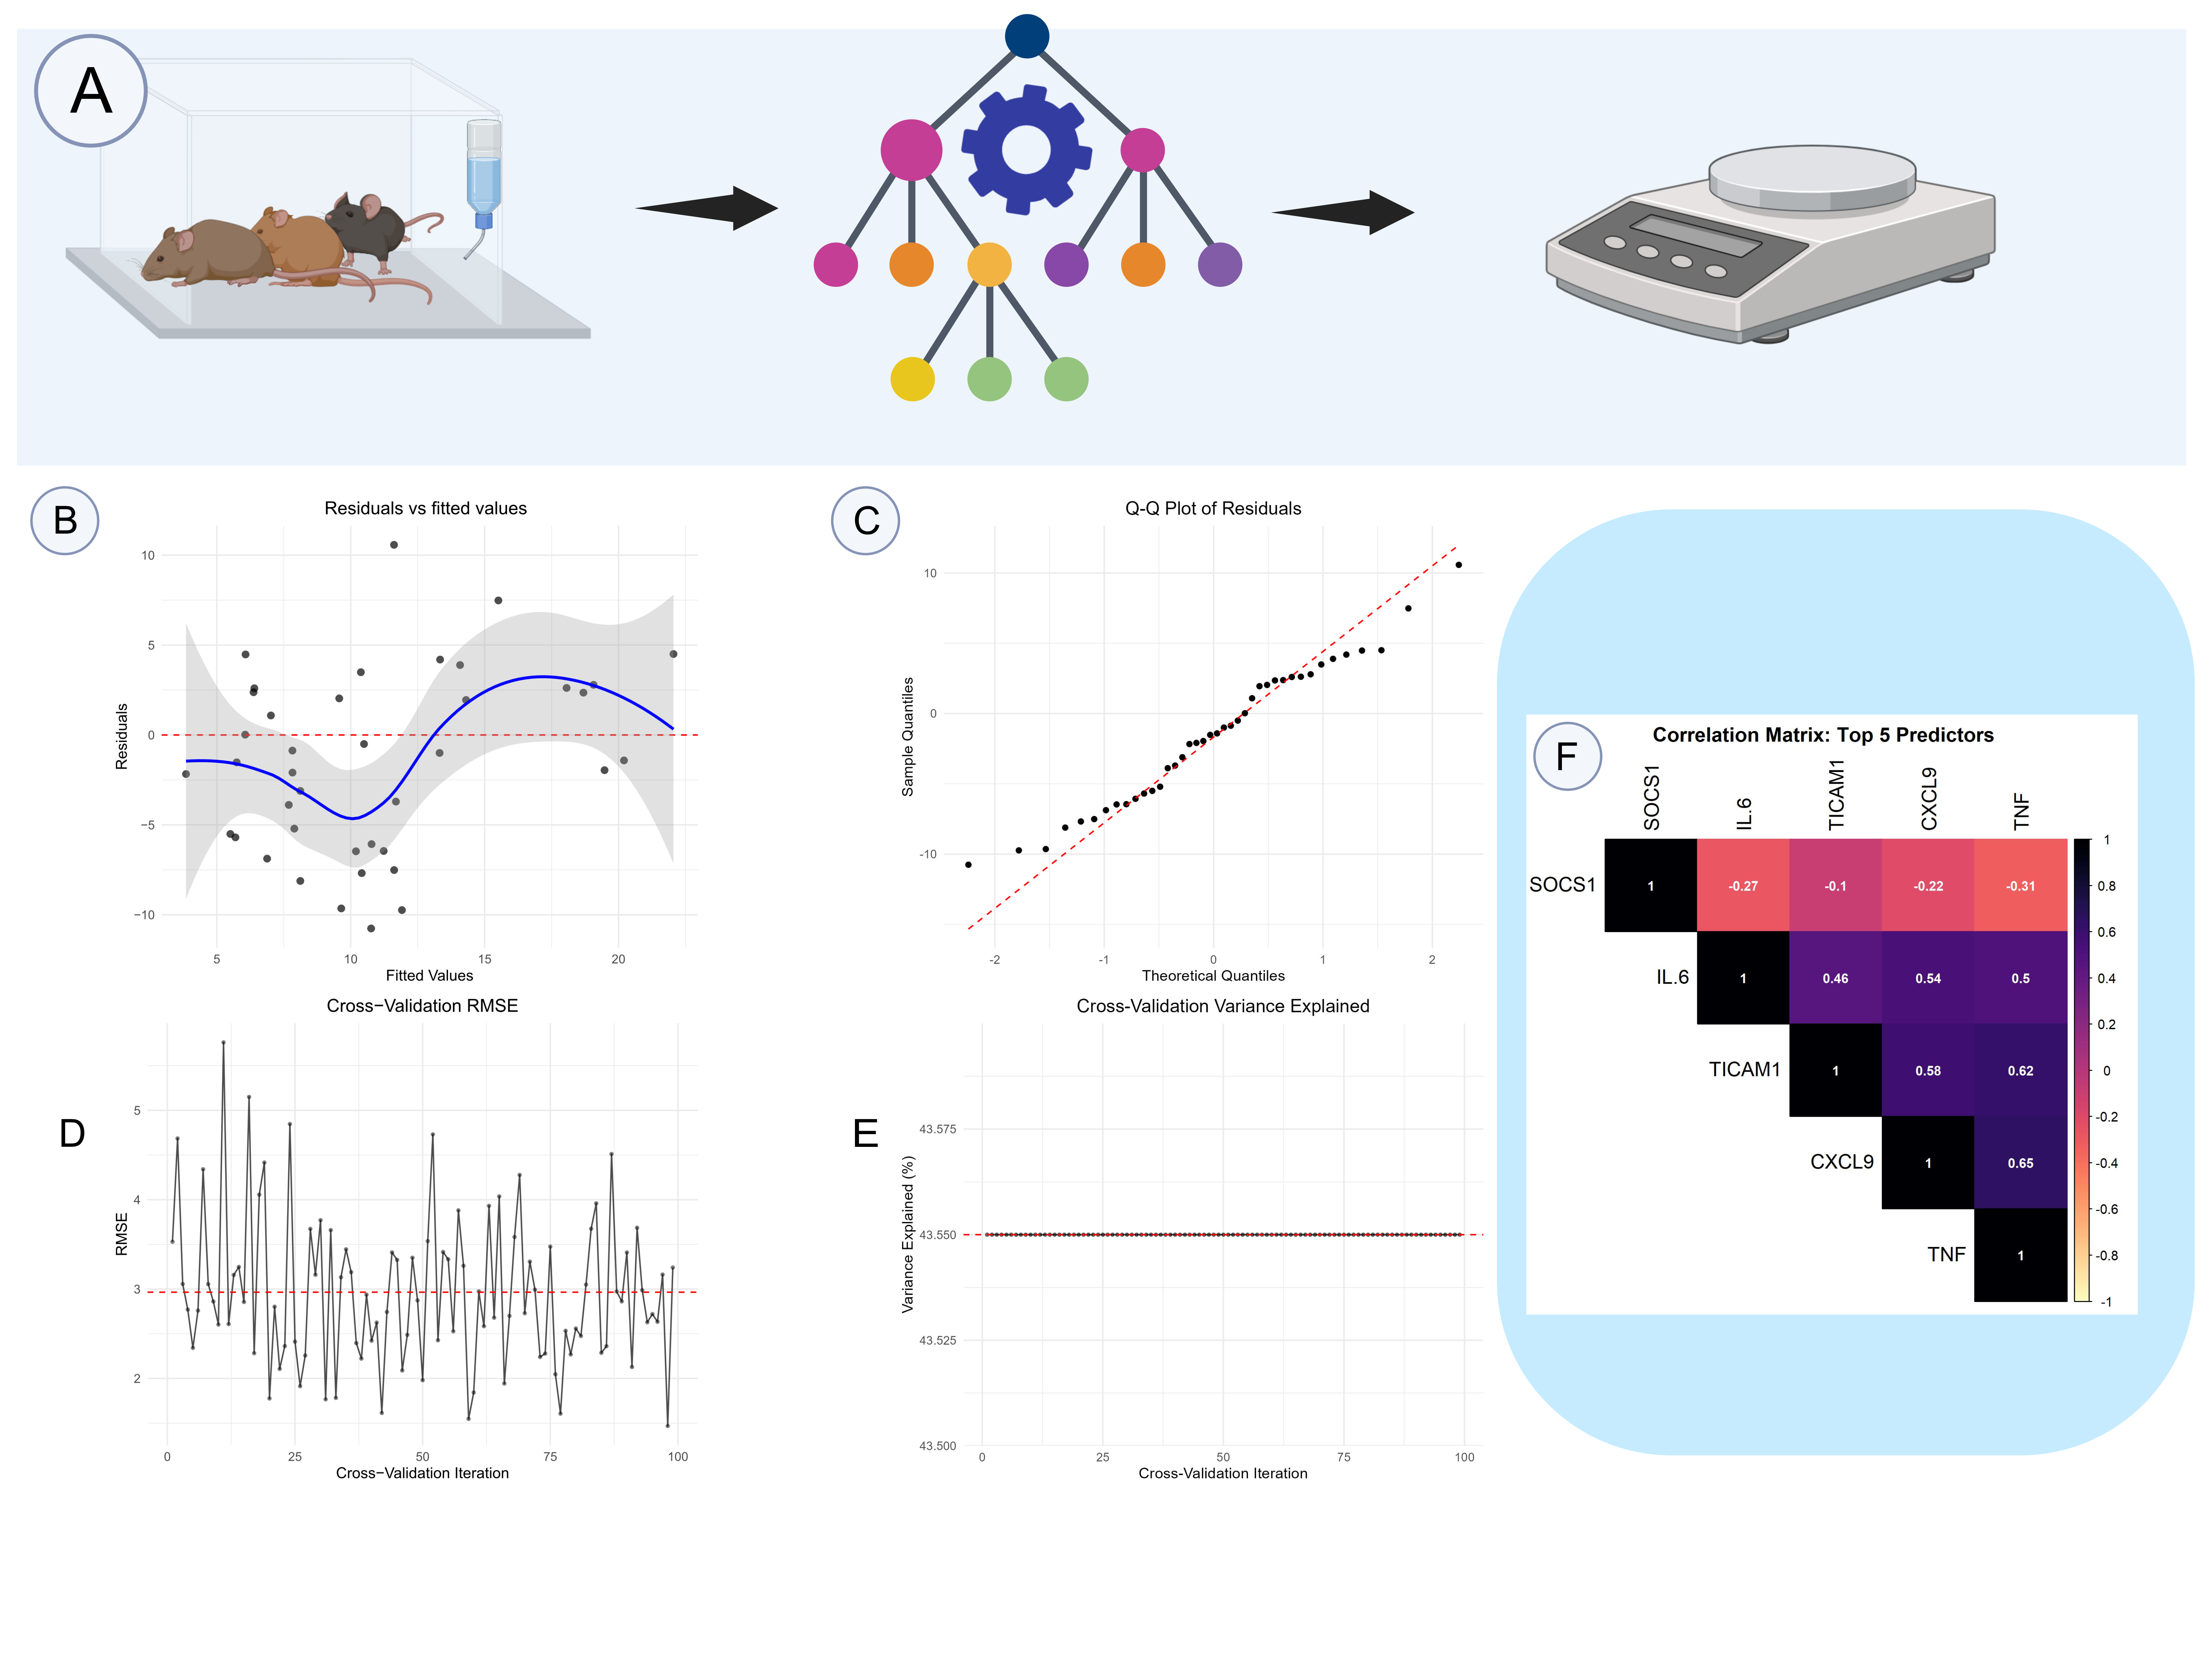 A
B
Residuals vs fitted values
10
5
0
−5
−10
Residuals
5
10
15
20
Fitted Values
C
Q-Q Plot of Residuals
10
0
-10
Sample Quantiles
-2
-1
0
1
2
Theoretical Quantiles
D
Cross−Validation RMSE
5
4
3
2
RMSE
0
25
50
75
100
Cross−Validation Iteration
E
Cross-Validation Variance Explained
43.575
43.550
43.525
43.500
Variance Explained (%)
0
25
50
75
100
Cross-Validation Iteration
F
Correlation Matrix: Top 5 Predictors
SOCS1
IL.6
TICAM1
CXCL9
TNF
SOCS1 1 -0.27 -0.1 -0.22 -0.31
IL.6 1 0.46 0.54 0.5
TICAM1 1 0.58 0.62
CXCL9 1 0.65
TNF 1
1
0.8
0.6
0.4
0.2
0
-0.2
-0.4
-0.6
-0.8
-1